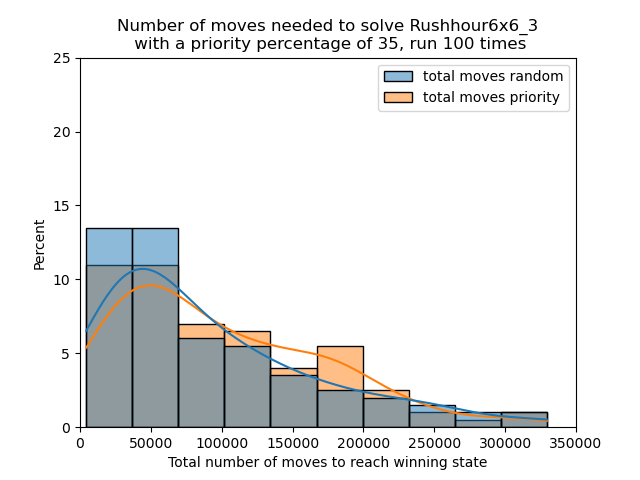 Number of moves needed to solve Rushhour6x6_3
with a priority percentage of 35, run 100 times
total moves random
total moves priority
Percent
25
20
15
10
5
0
0 50000 100000 150000 200000 250000 300000 350000
Total number of moves to reach winning state